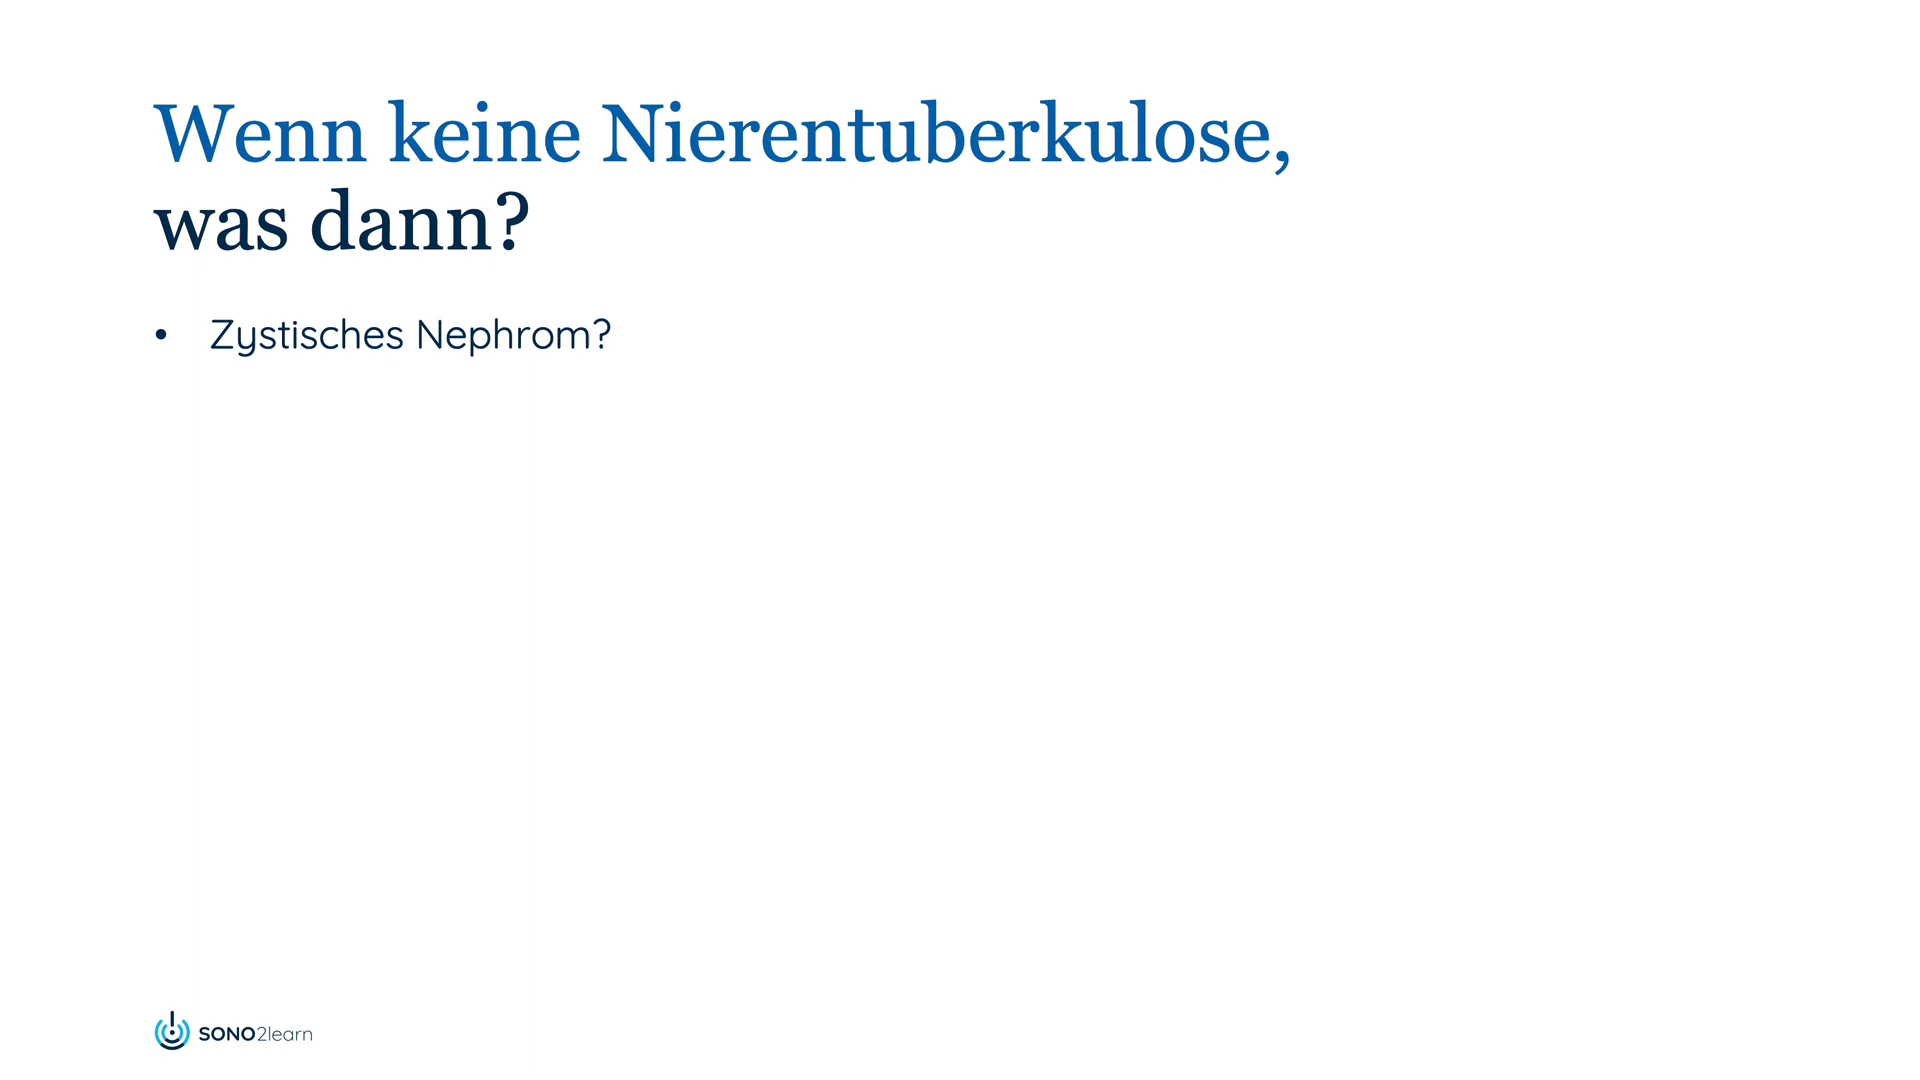 Wenn keine Nierentuberkulose,
was dann?
• Zystisches Nephrom?
SONO2learn